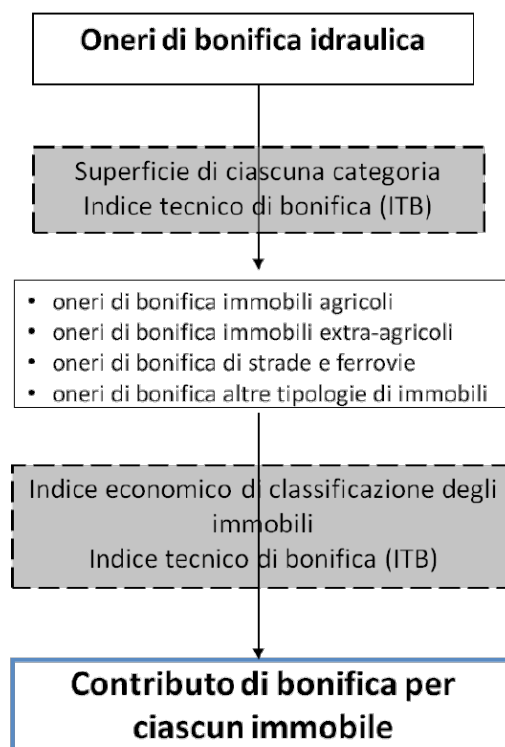 Oneri di bonifica idraulica
Superficie di ciascuna categoria
Indice tecnico di bonifica (ITB)
• oneri di bonifica immobili agricoli
• oneri di bonifica immobili extra-agricoli
• oneri di bonifica di strade e ferrovie
• oneri di bonifica altre tipologie di immobili
Indice economico di classificazione degli
immobili
Indice tecnico di bonifica (ITB)
Contributo di bonifica per
ciascun immobile